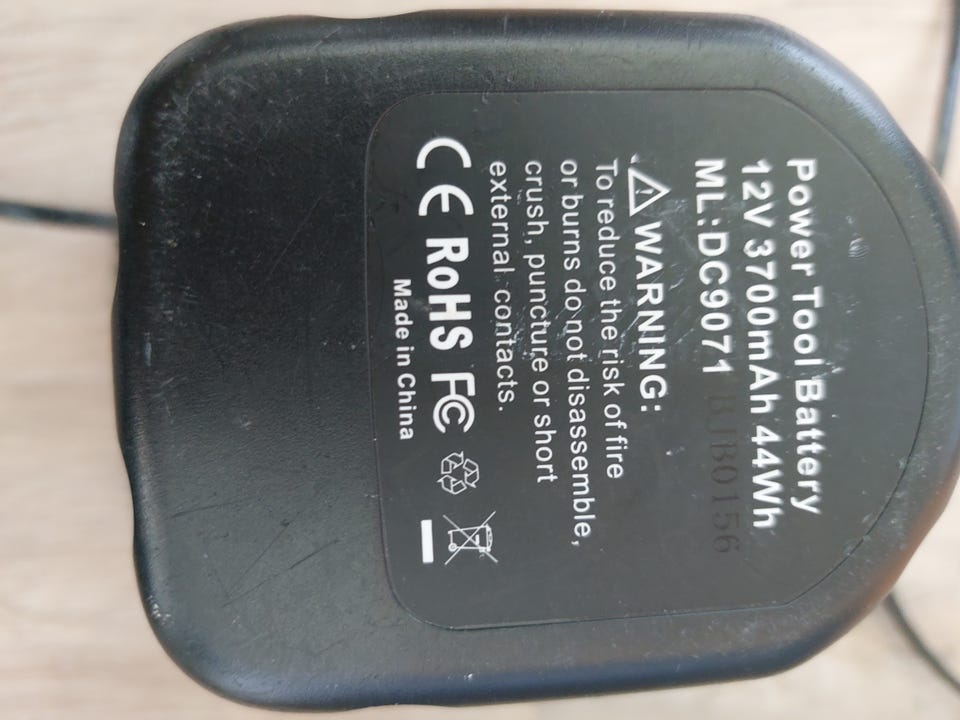 Power Tool Battery
12V 3700mAh 44Wh
ML:DC9071 BJB0156
WARNING:
To reduce the risk of fire
or burns do not disassemble,
crush, puncture or short
external contacts.
CE RoHS FC
Made in China